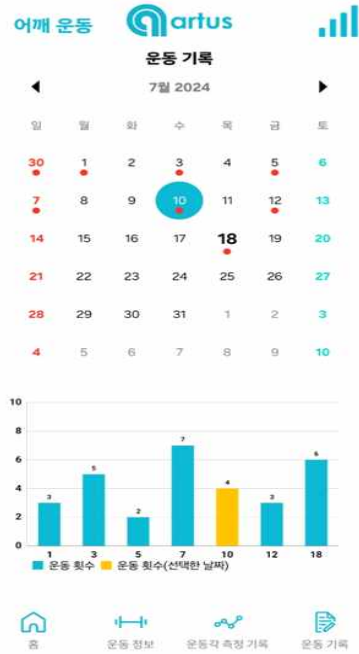 어깨 운동 artus
운동 기록
7월 2024
일 월 화 수 목 금 토
30 1 2 3 4 5 6
7 8 9 10 11 12 13
14 15 16 17 18 19 20
21 22 23 24 25 26 27
28 29 30 31 1 2 3
4 5 6 7 8 9 10
10
8
6
4
2
0
3 5 2 7 4 3 6
1 3 5 7 10 12 18
운동 횟수 운동 횟수(선택한 날짜)
홈 운동 정보 운동각 측정 기록 운동 기록